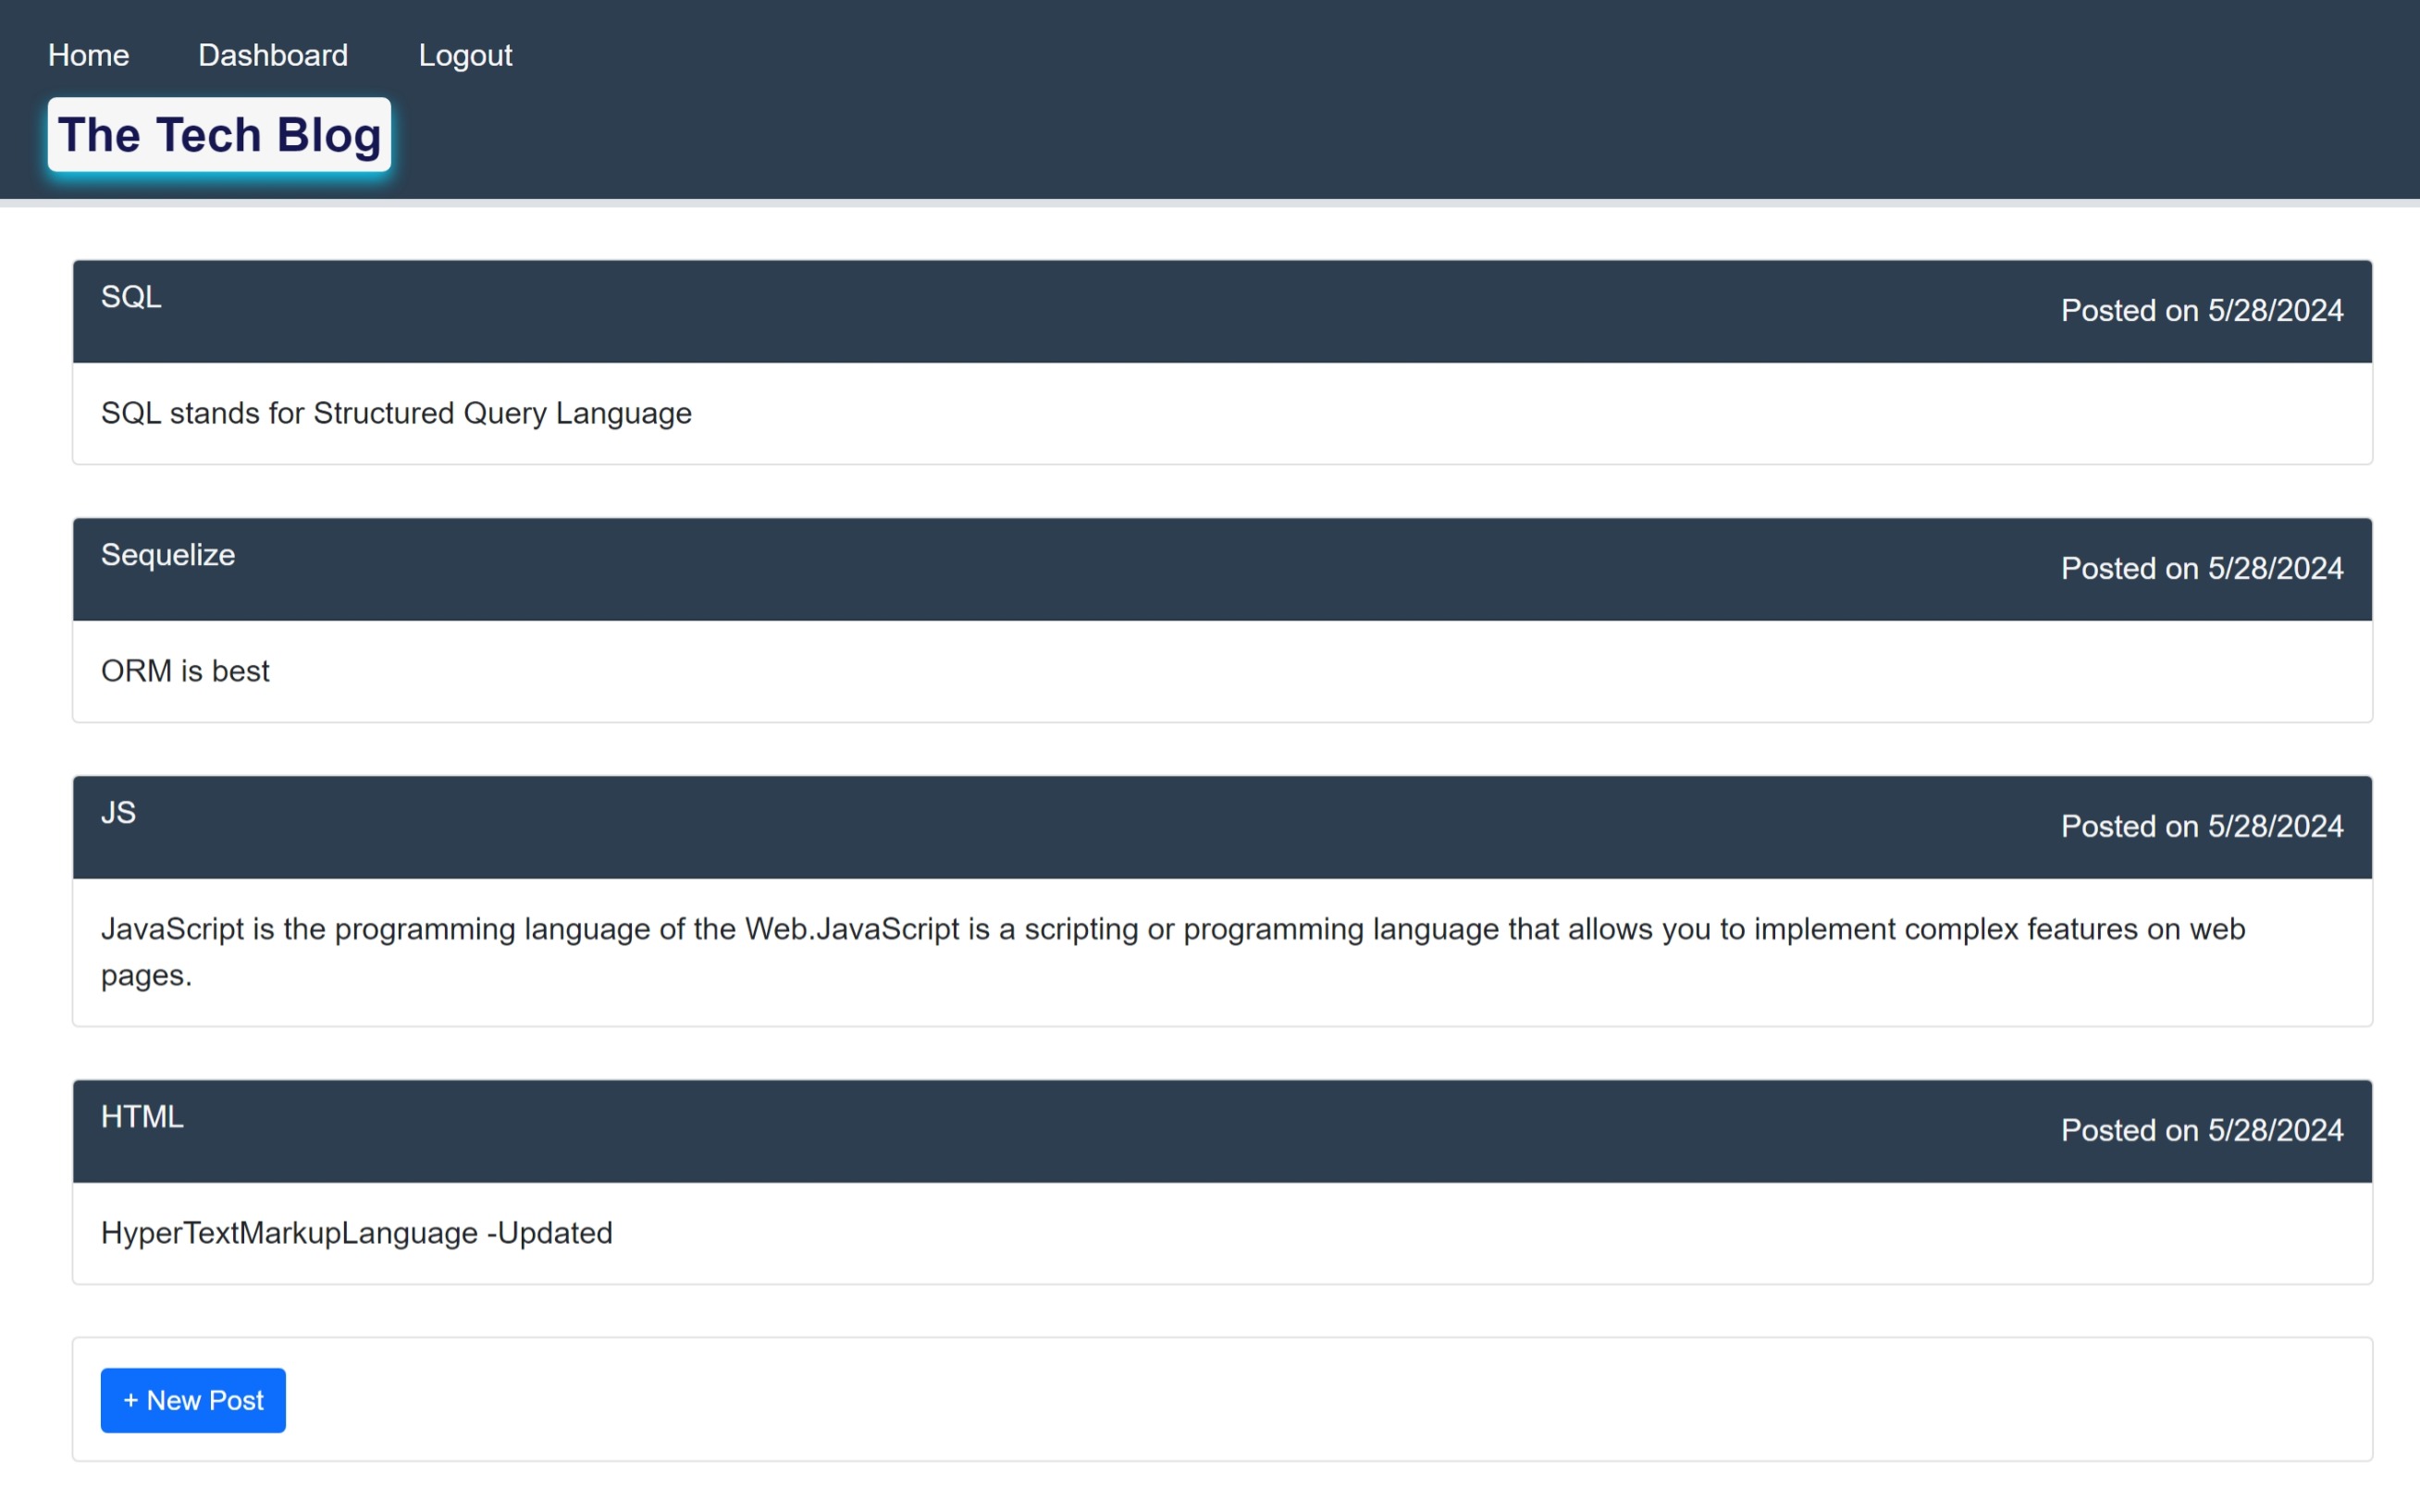 Home Dashboard Logout
The Tech Blog
SQL
Posted on 5/28/2024
SQL stands for Structured Query Language
Sequelize
Posted on 5/28/2024
ORM is best
JS
Posted on 5/28/2024
JavaScript is the programming language of the Web.JavaScript is a scripting or programming language that allows you to implement complex features on web
pages.
HTML
Posted on 5/28/2024
HyperTextMarkupLanguage -Updated
+ New Post